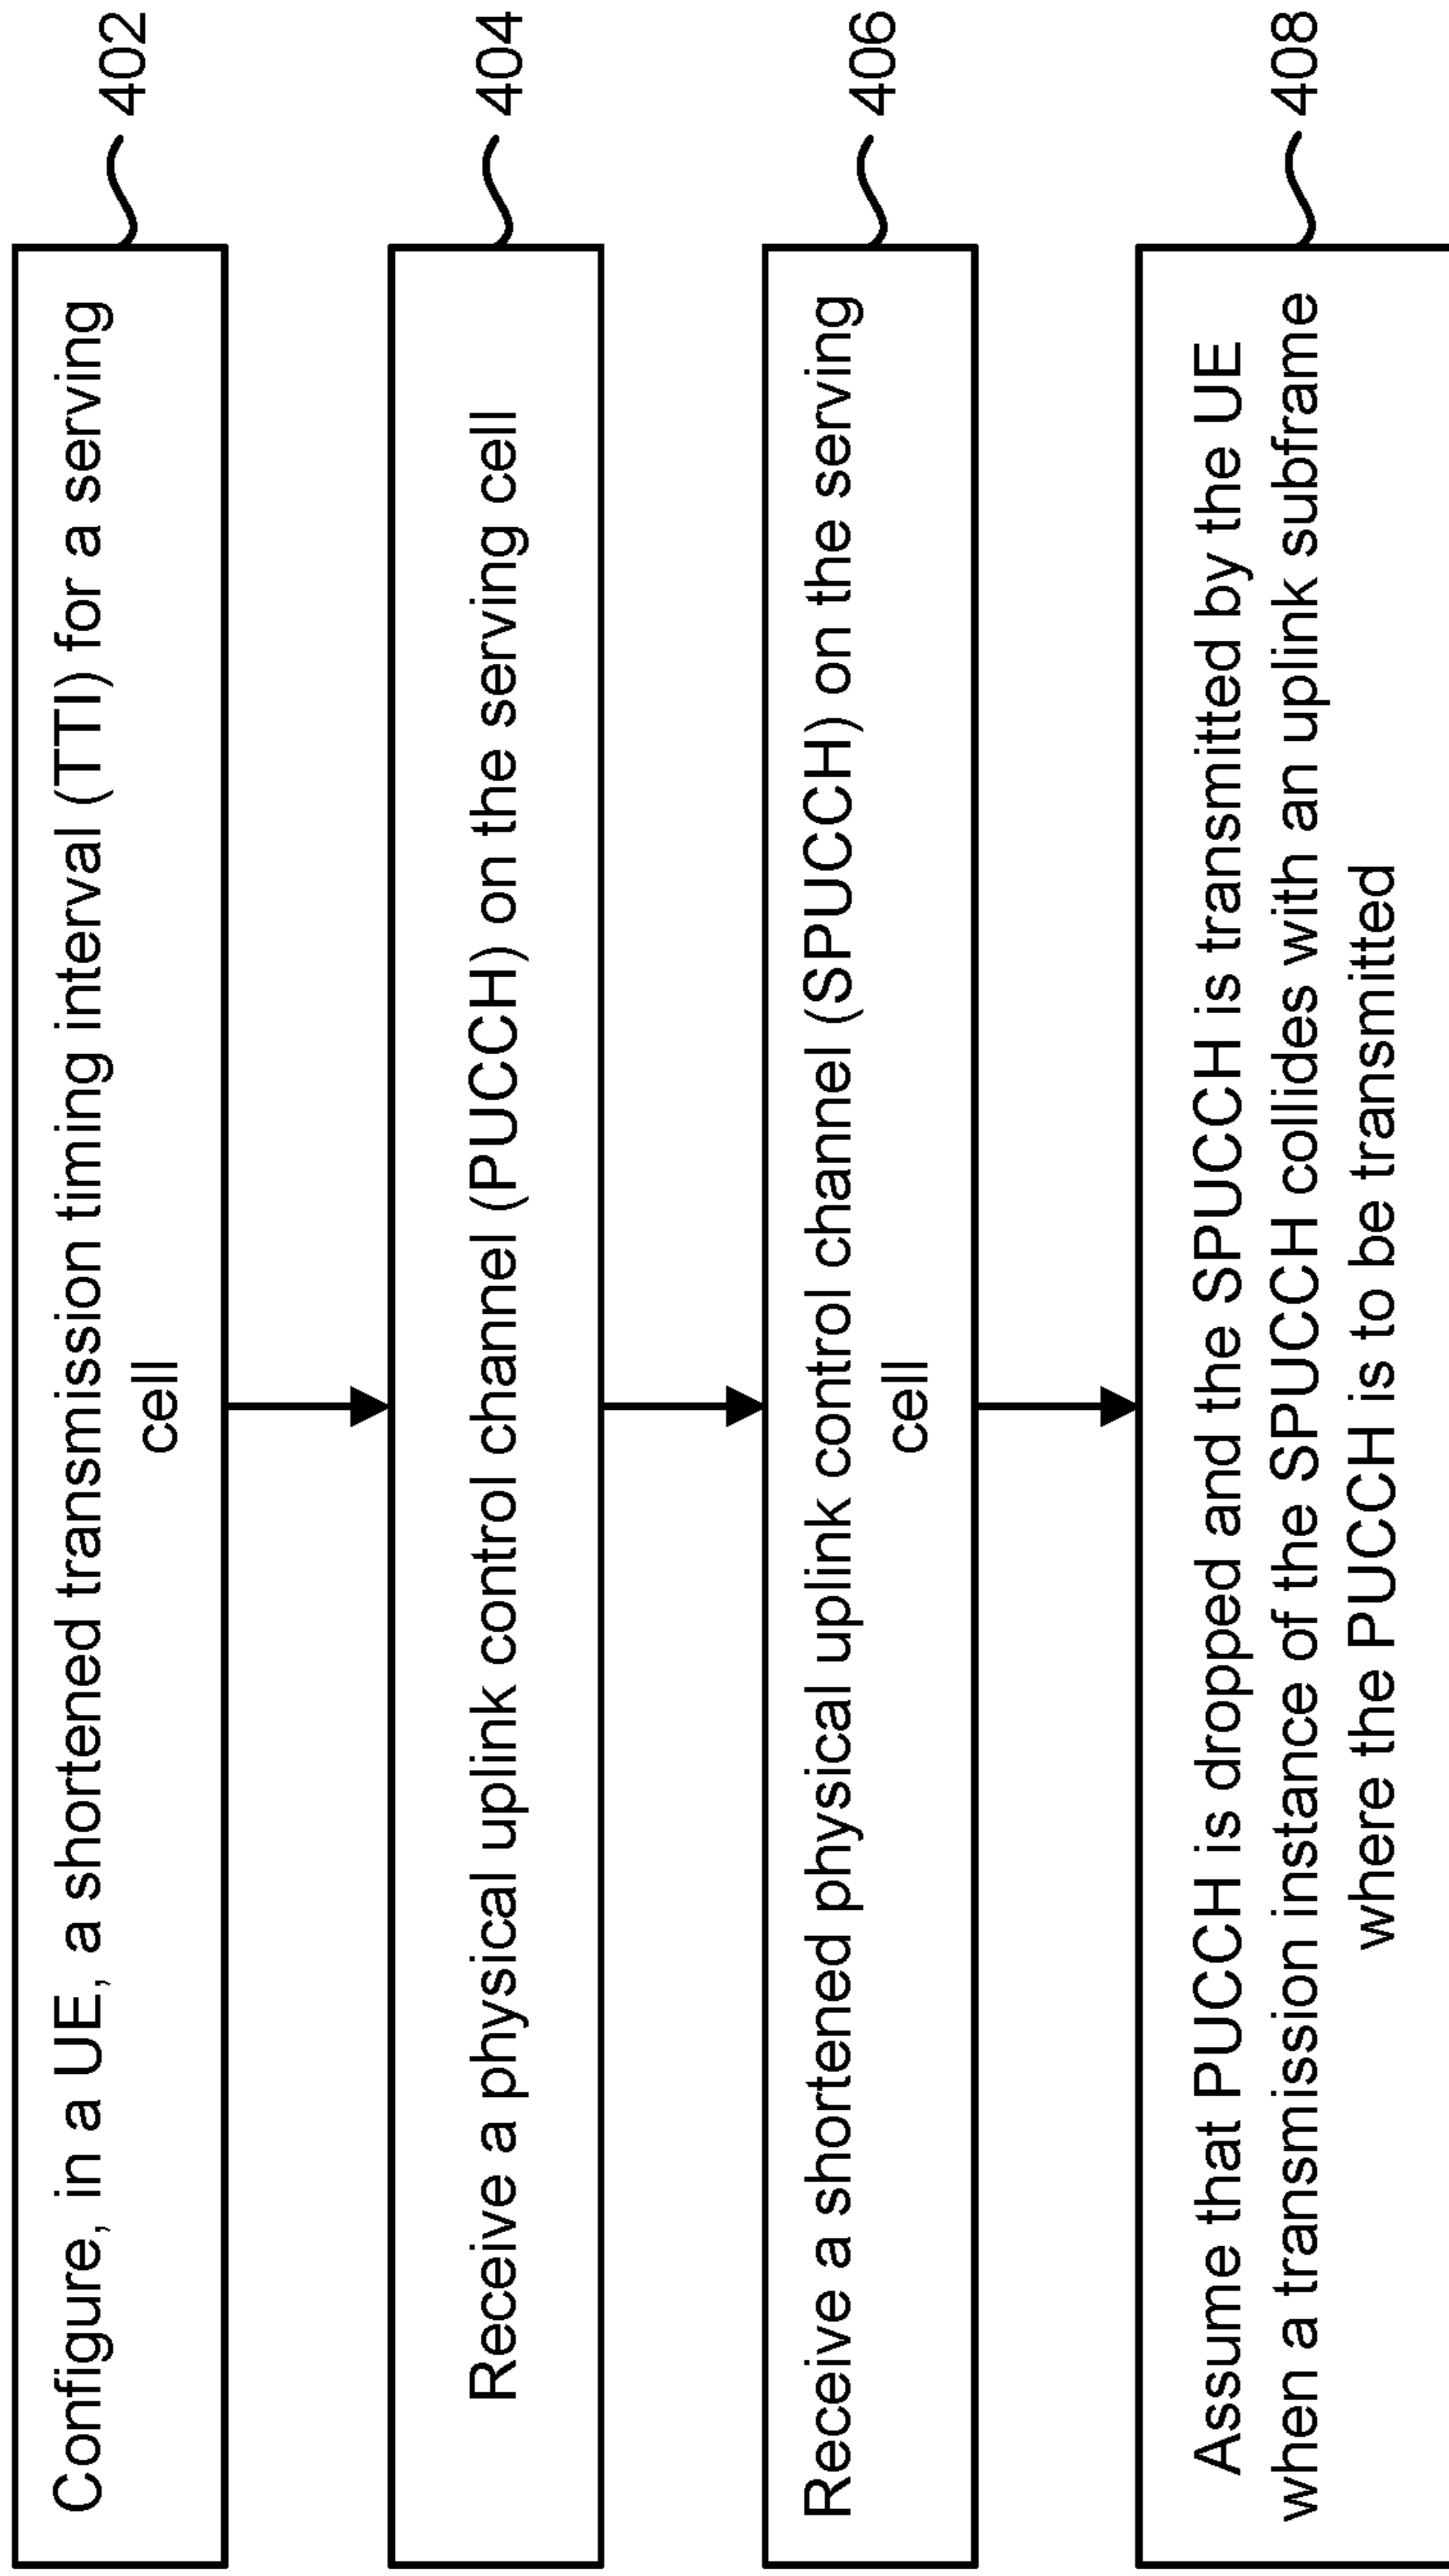 Configure, in a UE, a shortened transmission timing interval (TTI) for a serving
cell
402
Receive a physical uplink control channel (PUCCH) on the serving cell
404
Receive a shortened physical uplink control channel (SPUCCH) on the serving
cell
406
Assume that PUCCH is dropped and the SPUCCH is transmitted by the UE
when a transmission instance of the SPUCCH collides with an uplink subframe
where the PUCCH is to be transmitted
408